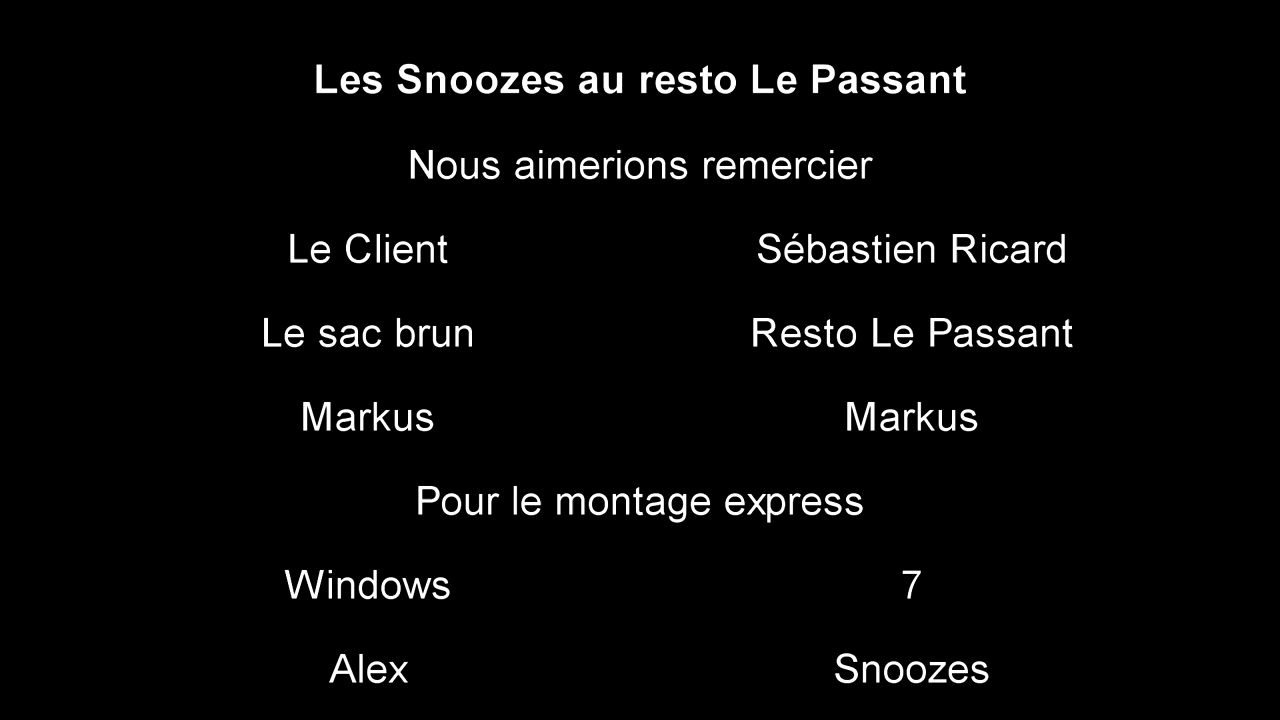 Les Snoozes au resto Le Passant
Nous aimerions remercier
Le Client Sébastien Ricard
Le sac brun Resto Le Passant
Markus Markus
Pour le montage express
Windows 7
Alex Snoozes